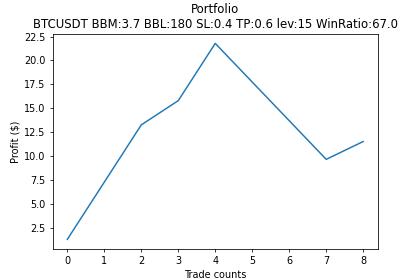 Portfolio
BTCUSDT BBM:3.7 BBL:180 SL:0.4 TP:0.6 lev:15 WinRatio:67.0
22.5
20.0
17.5
15.0
12.5
10.0
7.5
5.0
2.5
Profit ($)
0 1 2 3 4 5 6 7 8
Trade counts